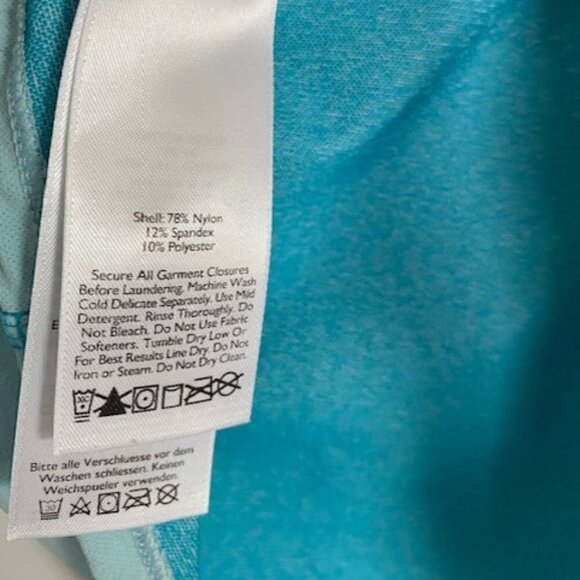 Shell: 78% Nylon
12% Spandex
10% Polyester
Secure All Garment Closures
Before Laundering. Machine Wash
Cold Delicate Separately. Use Mild
Detergent. Rinse Thoroughly. Do
Not Bleach. Do Not Use Fabric
Softeners. Tumble Dry Low Or
For Best Results Line Dry. Do Not
Iron or Steam. Do Not Dry Clean.
30C
E
Bitte alle Verschluesse vor dem
Waschen schliessen. Keinen
Weichspueler verwenden.
30